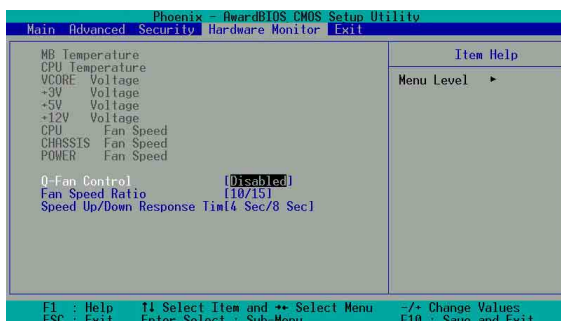 Phoenix - AwardBIOS CMOS Setup Utility
Main Advanced Security Hardware Monitor Exit
MB Temperature
CPU Temperature
VCORE Voltage
+3V Voltage
+5V Voltage
+12V Voltage
CPU Fan Speed
CHASSIS Fan Speed
POWER Fan Speed
Q-Fan Control [Disabled]
Fan Speed Ratio [10/15]
Speed Up/Down Response Tim[4 Sec/8 Sec]
Item Help
Menu Level ►
F1 : Help ↑↓ Select Item and ←→ Select Menu -/+ Change Values
ESC : Exit Enter Select : Sub-Menu F10 : Save and Exit